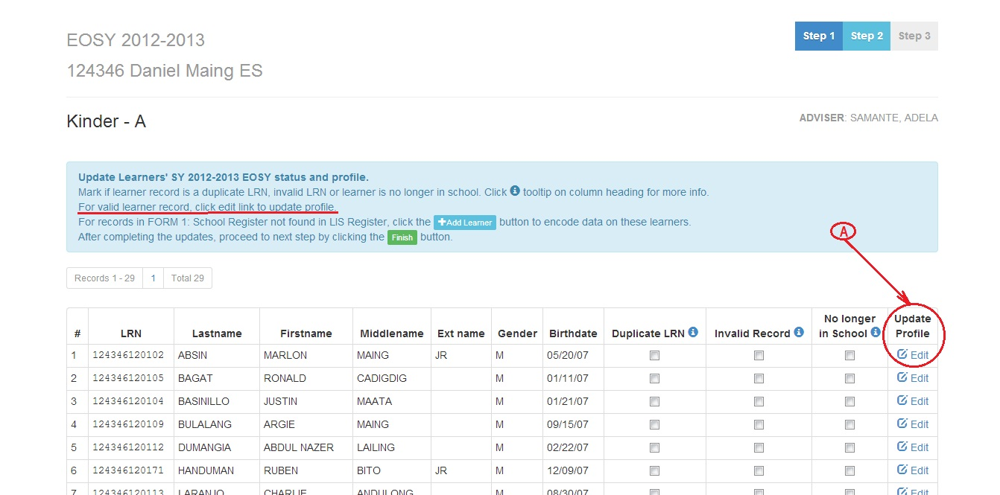 EOSY 2012-2013
Step 1 Step 2 Step 3
124346 Daniel Maing ES
Kinder - A
ADVISER: SAMANTE, ADELA
Update Learners' SY 2012-2013 EOSY status and profile.
Mark if learner record is a duplicate LRN, invalid LRN or learner is no longer in school. Click tooltip on column heading for more info.
For valid learner record, click edit link to update profile.
For records in FORM 1: School Register not found in LIS Register, click the +Add Learner button to encode data on these learners.
After completing the updates, proceed to next step by clicking the Finish button.
A
Records 1 - 29 1 Total 29
# LRN Lastname Firstname Middlename Ext name Gender Birthdate Duplicate LRN Invalid Record No longer in School Update Profile
1 124346120102 ABSIN MARLON MAING JR M 05/20/07 Edit
2 124346120105 BAGAT RONALD CADIGDIG M 01/11/07 Edit
3 124346120104 BASINILLO JUSTIN MAATA M 01/21/07 Edit
4 124346120109 BULALANG ARGIE MAING M 09/15/07 Edit
5 124346120112 DUMANGIA ABDUL NAZER LAILING M 02/22/07 Edit
6 124346120171 HANDUMAN RUBEN BITO JR M 12/09/07 Edit
7 124346120113 LARANJO CHARLIE ANDULONG M 08/30/07 Edit